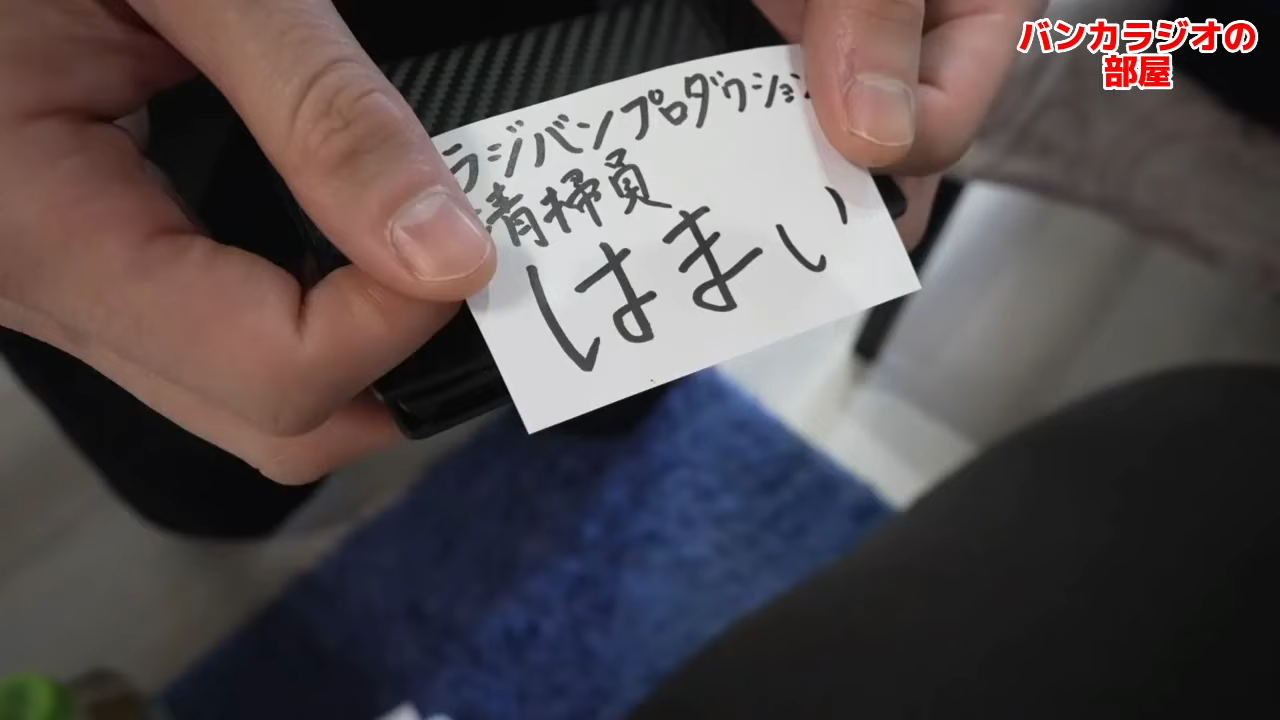 バンカラジオの
部屋
ラジバンプロダクション
清掃員
はまい